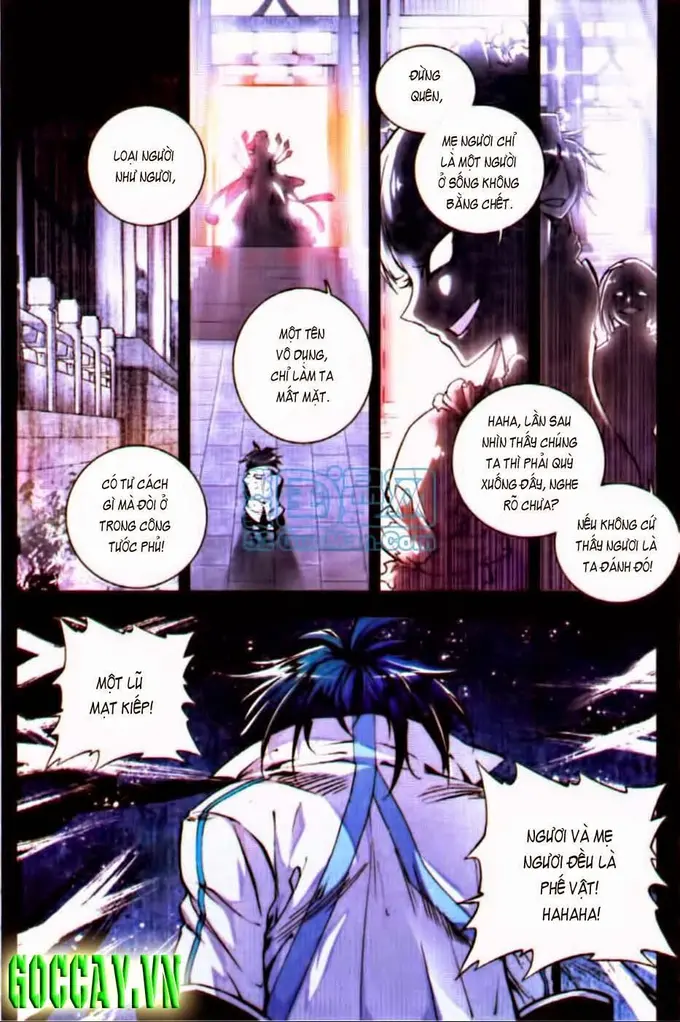 LOẠI NGƯỜI
NHƯ NGƯƠI,
CÓ TƯ CÁCH
GÌ MÀ ĐÒI Ở
TRONG CÔNG
TƯỚC PHỦ!
MỘT TÊN
VÔ DỤNG,
CHỈ LÀM TA
MẤT MẶT.
ĐỪNG
QUÊN,
MẸ NGƯƠI CHỈ
LÀ MỘT NGƯỜI
Ở SỐNG KHÔNG
BẰNG CHẾT.
HAHA, LẦN SAU
NHÌN THẤY CHÚNG
TA THÌ PHẢI QUỲ
XUỐNG ĐẤY, NGHE
RÕ CHƯA?
NẾU KHÔNG CỨ
THẤY NGƯƠI LÀ
TA ĐÁNH ĐÓ!
MỘT LŨ
MẠT KIẾP!
NGƯƠI VÀ MẸ
NGƯƠI ĐỀU LÀ
PHẾ VẬT!
HAHAHA!
GOCCAY.VN